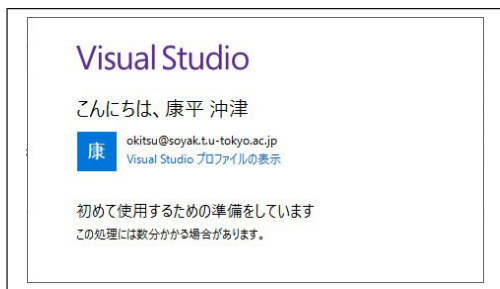 Visual Studio
こんにちは、康平 沖津
康
okitsu@soyak.t.u-tokyo.ac.jp
Visual Studio プロファイルの表示
初めて使用するための準備をしています
この処理には数分かかる場合があります。